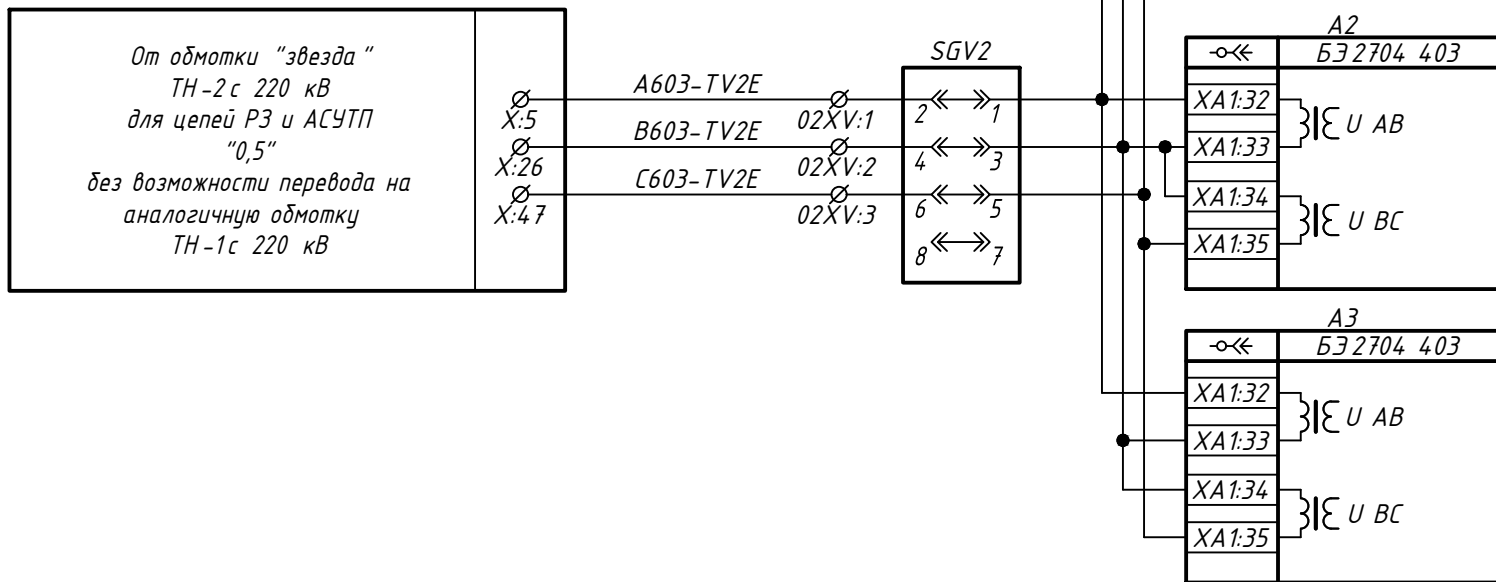 От обмотки "звезда"
ТН-2с 220 кВ
для цепей РЗ и АСУТП
"0,5"
без возможности перевода на
аналогичную обмотку
ТН-1с 220 кВ
X:5
X:26
X:47
A603-TV2E
B603-TV2E
C603-TV2E
02XV:1
02XV:2
02XV:3
SGV2
2 1
4 3
6 5
8 7
A2
БЭ2704 403
XA1:32
XA1:33
U AB
XA1:34
XA1:35
U BC
A3
БЭ2704 403
XA1:32
XA1:33
U AB
XA1:34
XA1:35
U BC